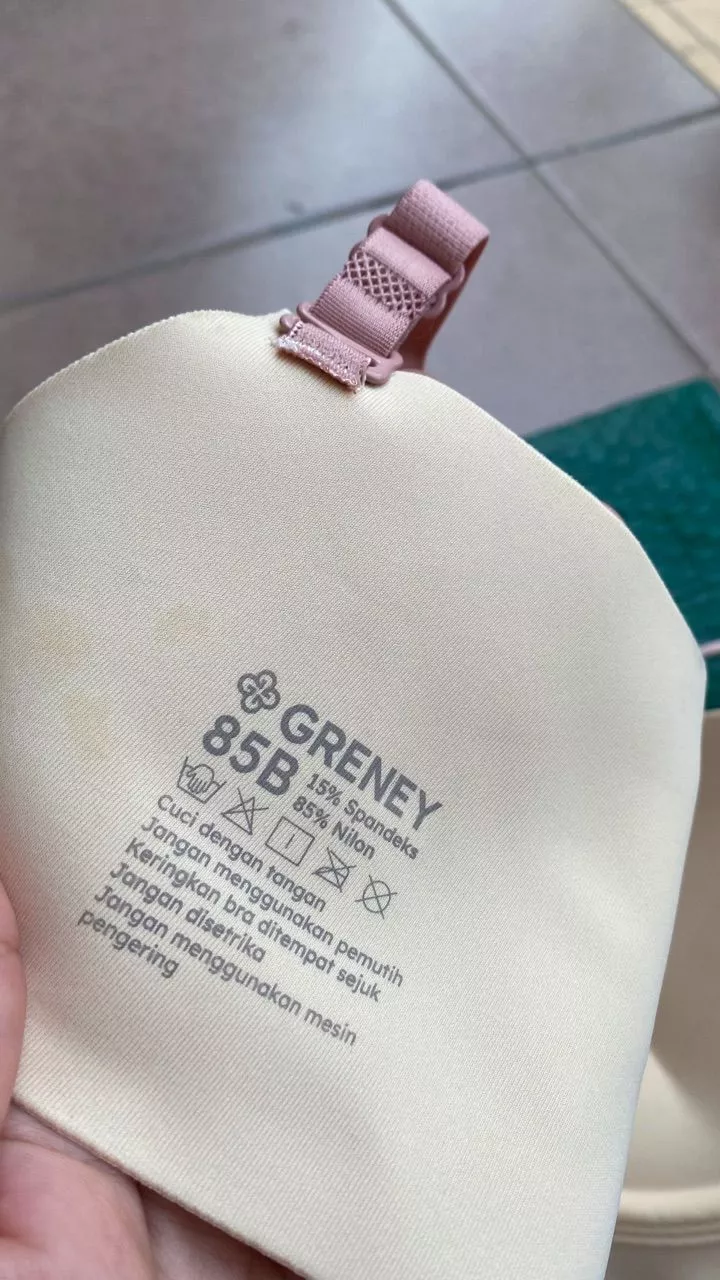 GRENEY
85B
15% Spandeks
85% Nilon
Cuci dengan tangan
Jangan menggunakan pemutih
Keringkan bra ditempat sejuk
Jangan disetrika
Jangan menggunakan mesin
pengering